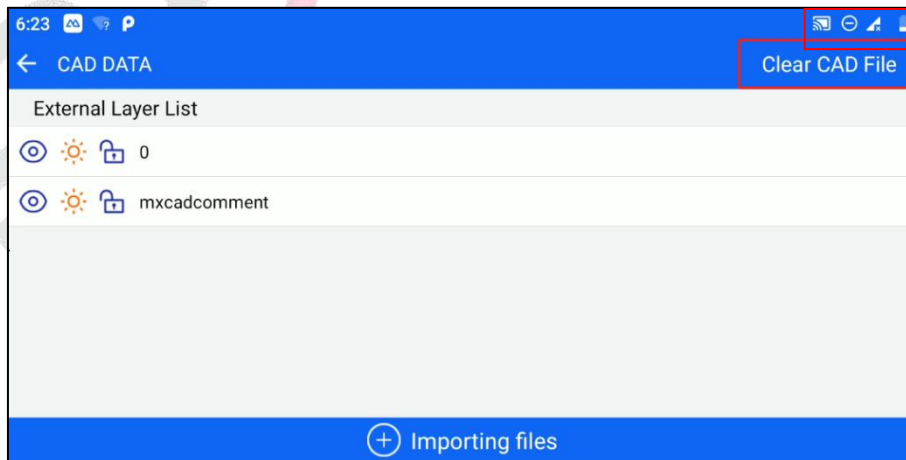 6:23
CAD DATA
Clear CAD File
External Layer List
0
mxcadcomment
Importing files